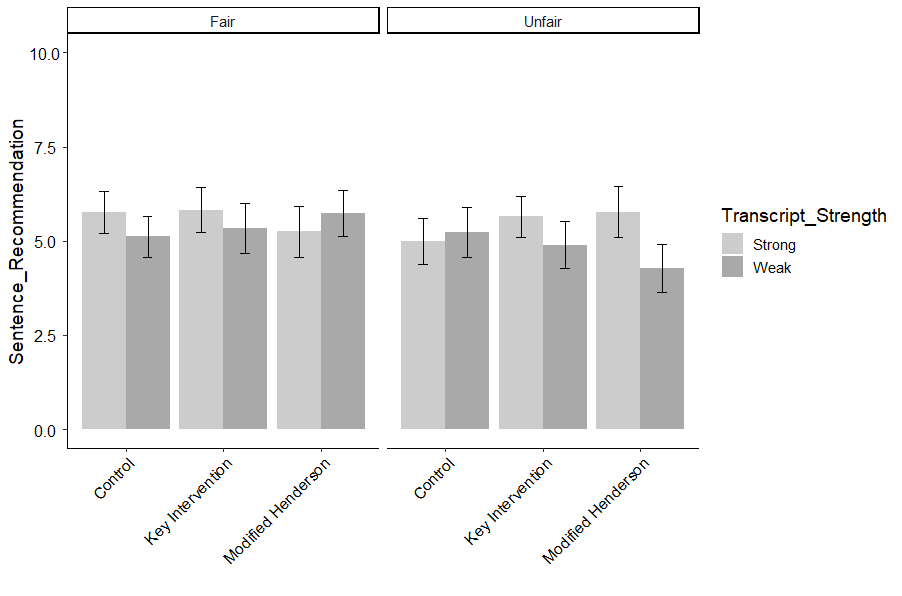 Fair
Unfair
Sentence_Recommendation
10.0
7.5
5.0
2.5
0.0
Control
Key Intervention
Modified Henderson
Control
Key Intervention
Modified Henderson
Transcript_Strength
Strong
Weak